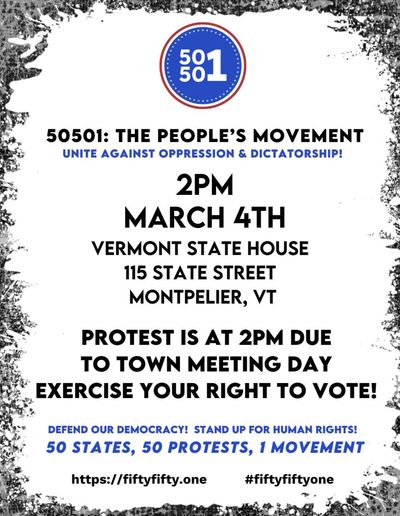 50
50
1
50501: THE PEOPLE'S MOVEMENT
UNITE AGAINST OPPRESSION & DICTATORSHIP!
2PM
MARCH 4TH
VERMONT STATE HOUSE
115 STATE STREET
MONTPELIER, VT
PROTEST IS AT 2PM DUE
TO TOWN MEETING DAY
EXERCISE YOUR RIGHT TO VOTE!
DEFEND OUR DEMOCRACY! STAND UP FOR HUMAN RIGHTS!
50 STATES, 50 PROTESTS, 1 MOVEMENT
https://fiftyfifty.one #fiftyfiftyone